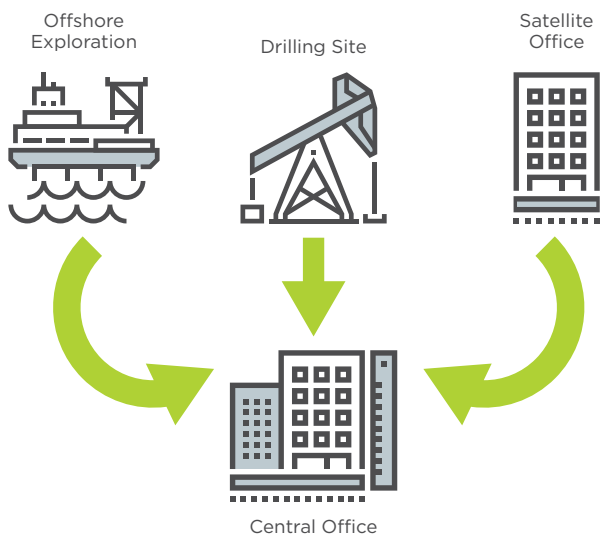 Offshore
Exploration
Drilling Site
Satellite
Office
Central Office